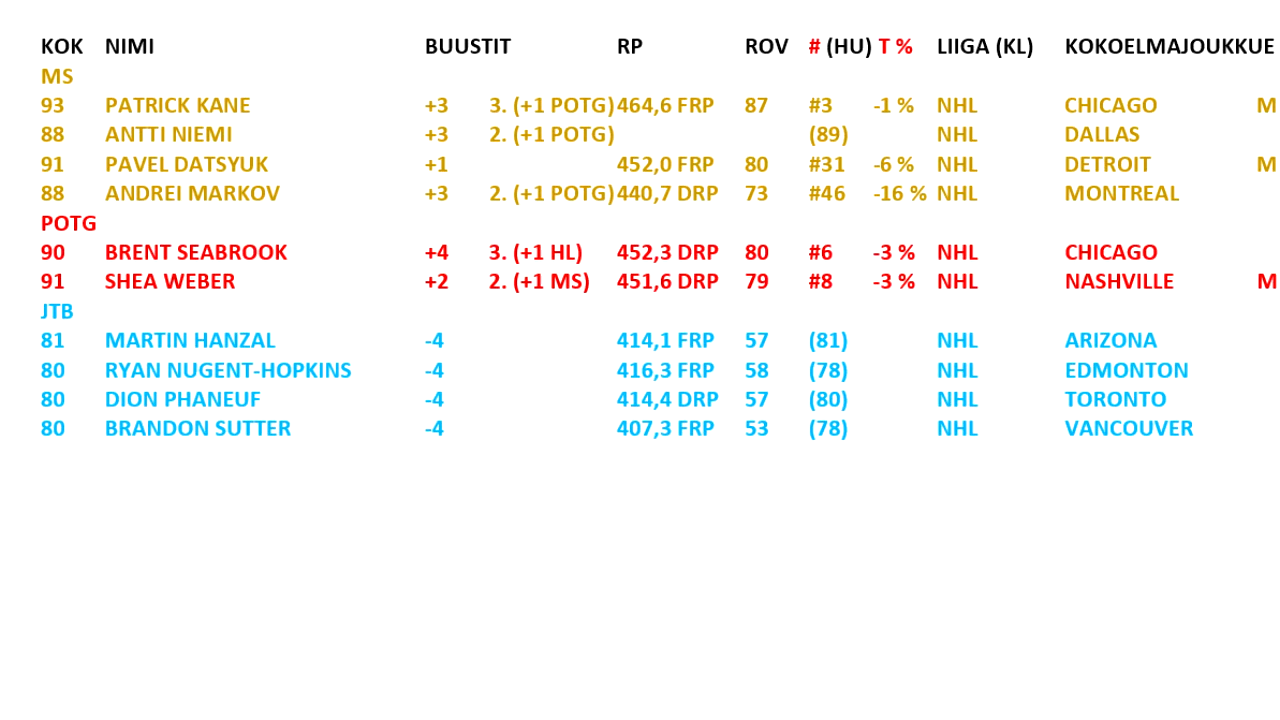 KOK NIMI BUUSTIT RP ROV # (HU) T % LIIGA (KL) KOKOELMAJOUKKUE
MS
93 PATRICK KANE +3 3. (+1 POTG) 464,6 FRP 87 #3 -1 % NHL CHICAGO M
88 ANTTI NIEMI +3 2. (+1 POTG) (89) NHL DALLAS
91 PAVEL DATSYUK +1 452,0 FRP 80 #31 -6 % NHL DETROIT M
88 ANDREI MARKOV +3 2. (+1 POTG) 440,7 DRP 73 #46 -16 % NHL MONTREAL
POTG
90 BRENT SEABROOK +4 3. (+1 HL) 452,3 DRP 80 #6 -3 % NHL CHICAGO
91 SHEA WEBER +2 2. (+1 MS) 451,6 DRP 79 #8 -3 % NHL NASHVILLE M
JTB
81 MARTIN HANZAL -4 414,1 FRP 57 (81) NHL ARIZONA
80 RYAN NUGENT-HOPKINS -4 416,3 FRP 58 (78) NHL EDMONTON
80 DION PHANEUF -4 414,4 DRP 57 (80) NHL TORONTO
80 BRANDON SUTTER -4 407,3 FRP 53 (78) NHL VANCOUVER